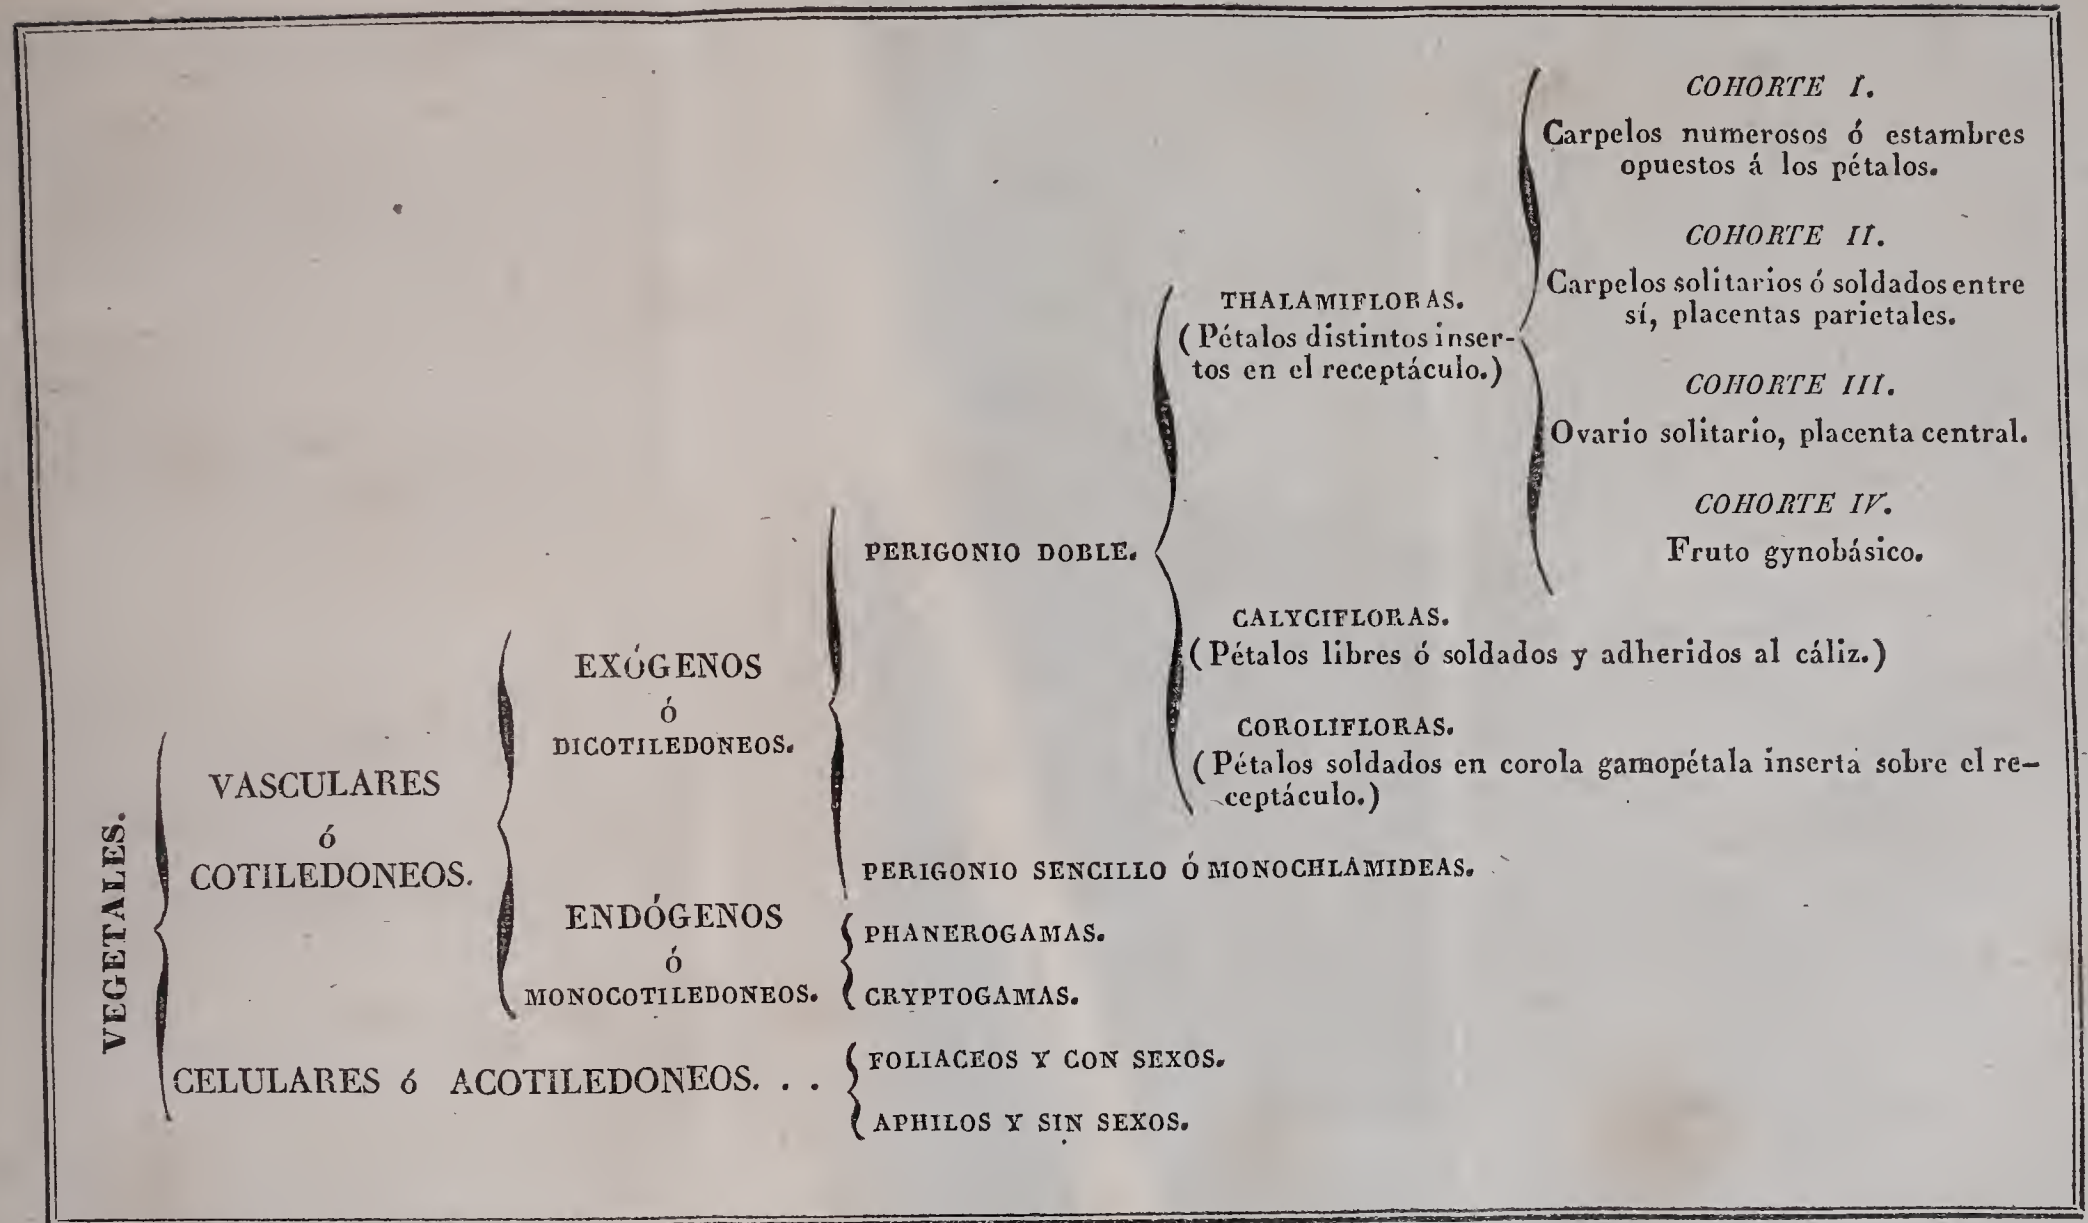 VEGETALES.
VASCULARES
ó
COTILEDONEOS.
EXÓGENOS
ó
DICOTILEDONEOS.
PERIGONIO DOBLE.
THALAMIFLORAS.
(Pétalos distintos inser-
tos en el receptáculo.)
COHORTE I.
Carpelos numerosos ó estambres
opuestos á los pétalos.
COHORTE II.
Carpelos solitarios ó soldados entre
sí, placentas parietales.
COHORTE III.
Ovario solitario, placenta central.
COHORTE IV.
Fruto gynobásico.
CALYCIFLORAS.
(Pétalos libres ó soldados y adheridos al cáliz.)
COROLIFLORAS.
(Pétalos soldados en corola gamopétala inserta sobre el re-
ceptáculo.)
PERIGONIO SENCILLO Ó MONOCHLAMIDEAS.
ENDÓGENOS
ó
MONOCOTILEDONEOS.
PHANEROGAMAS.
CRYPTOGAMAS.
CELULARES ó ACOTILEDONEOS. . .
FOLIACEOS Y CON SEXOS.
APHILOS Y SIN SEXOS.